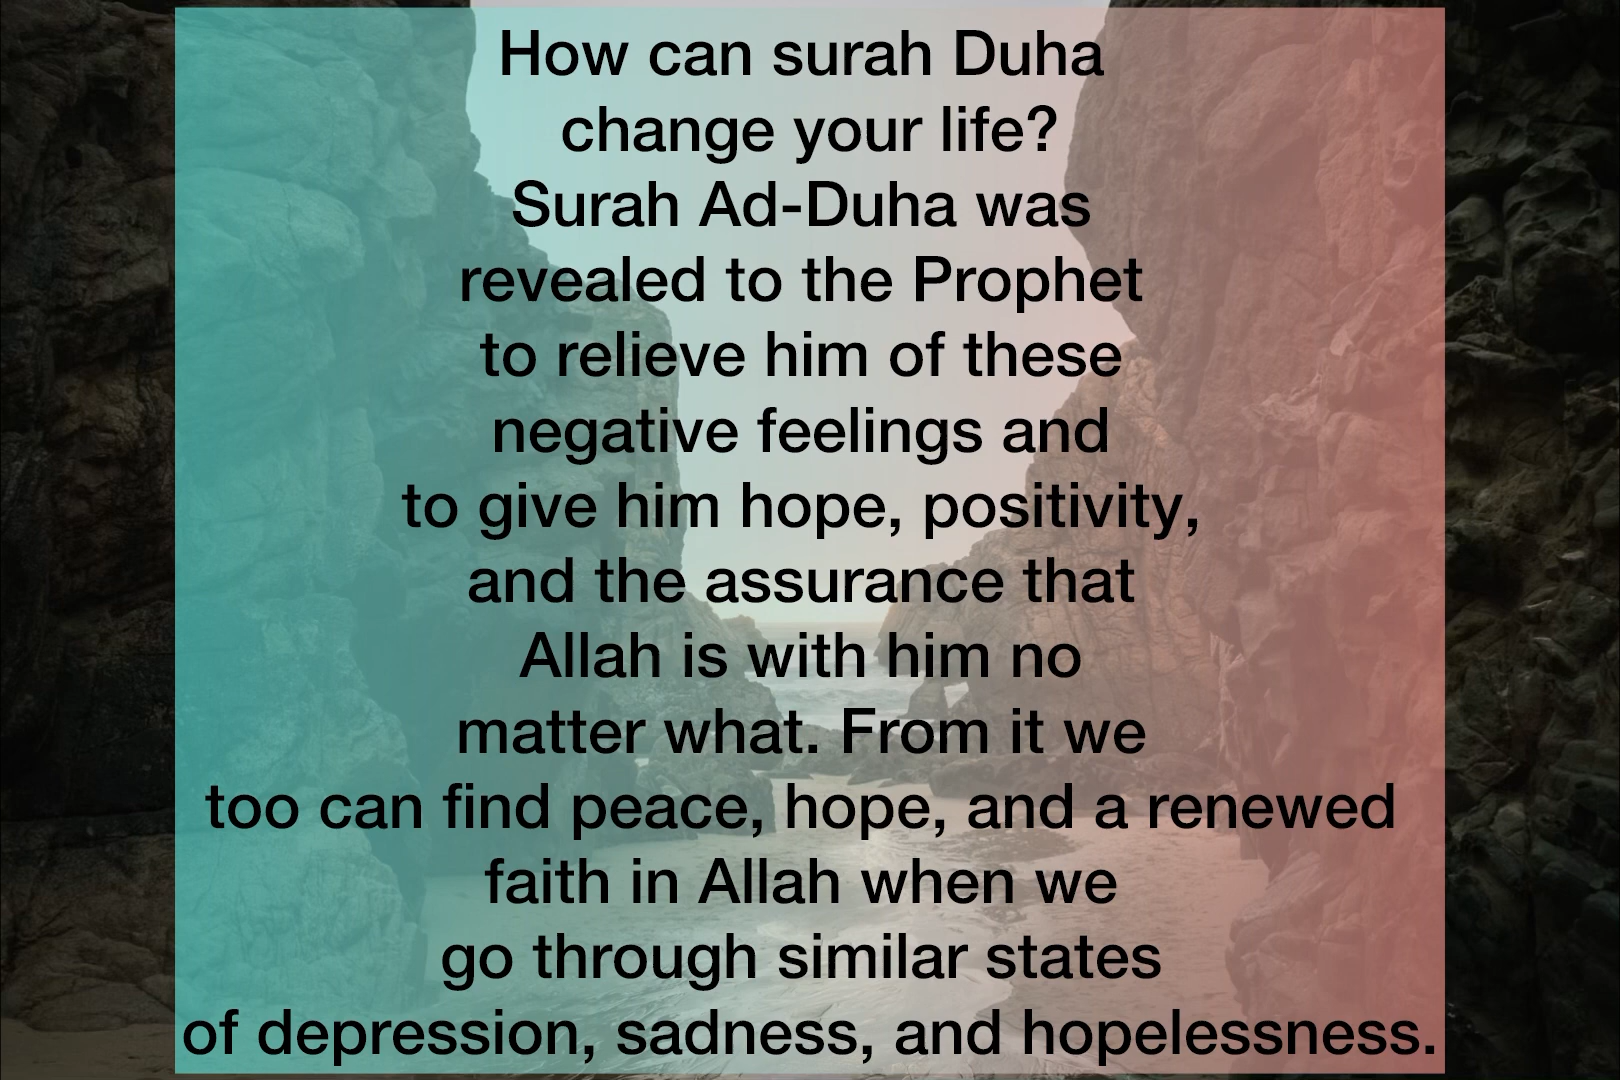 How can surah Duha
change your life?
Surah Ad-Duha was
revealed to the Prophet
to relieve him of these
negative feelings and
to give him hope, positivity,
and the assurance that
Allah is with him no
matter what. From it we
too can find peace, hope, and a renewed
faith in Allah when we
go through similar states
of depression, sadness, and hopelessness.